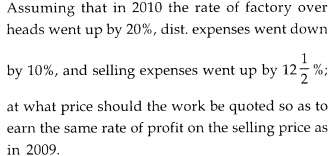 Assuming that in 2010 the rate of factory over
heads went up by 20%, dist. expenses went down
by 10%, and selling expenses went up by 12 1/2 %;
at what price should the work be quoted so as to
earn the same rate of profit on the selling price as
in 2009.